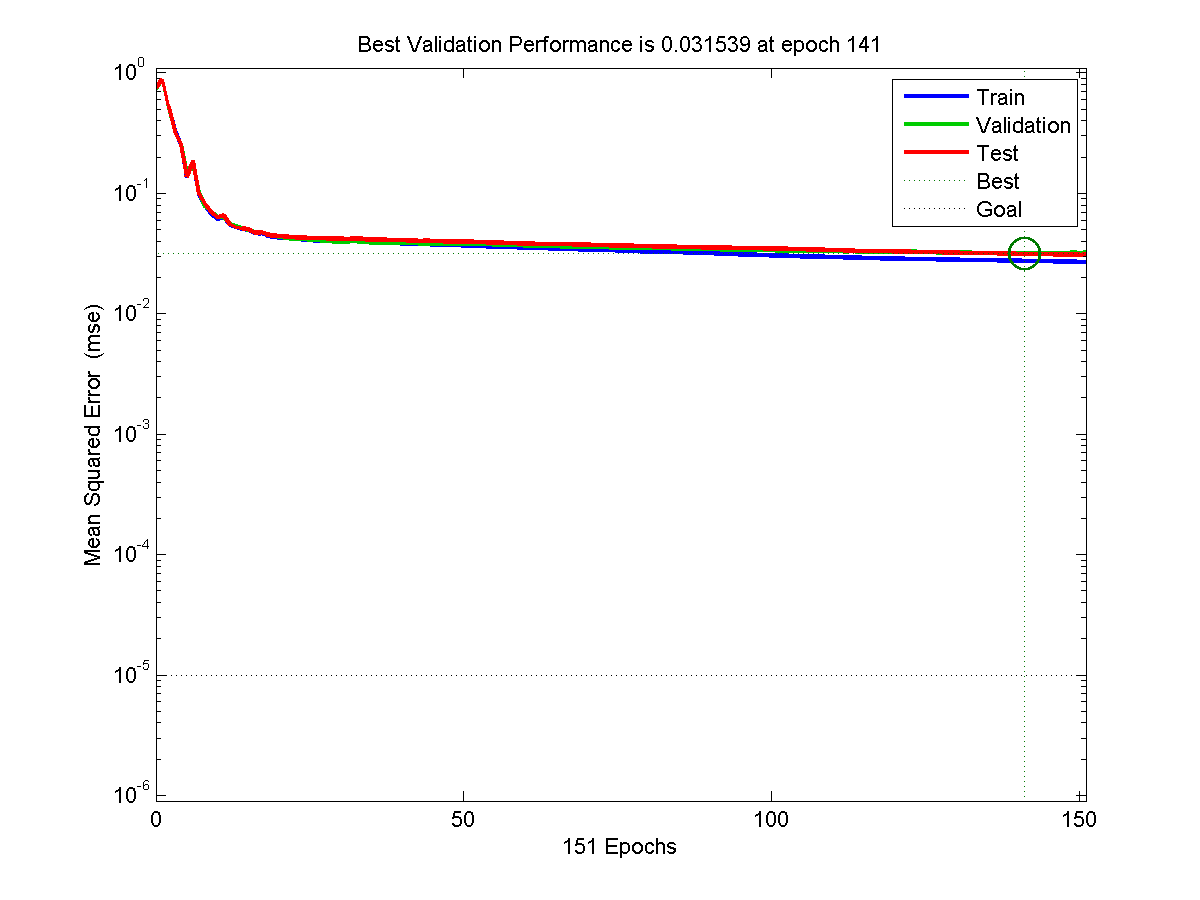 Best Validation Performance is 0.031539 at epoch 141
10^0
10^-1
10^-2
10^-3
10^-4
10^-5
10^-6
Mean Squared Error (mse)
Train
Validation
Test
Best
Goal
0 50 100 150
151 Epochs